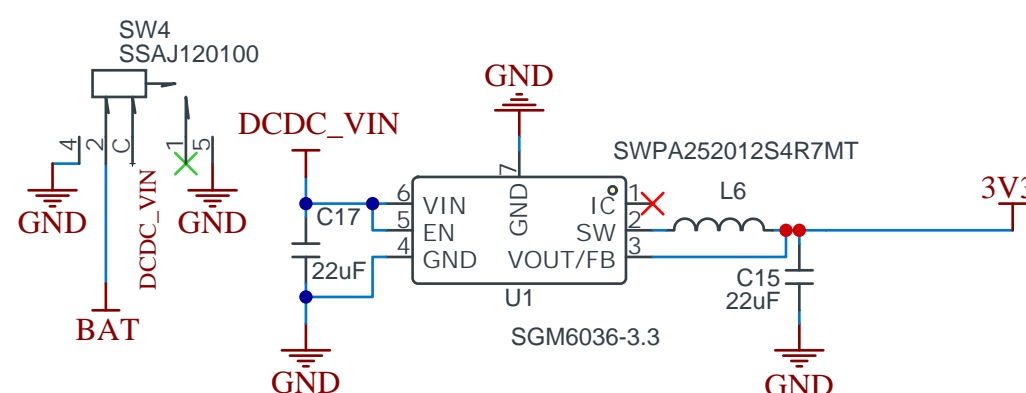 SW4
SSAJ120100
4
2
C
1
5
GND
DCDC_VIN
GND
BAT
DCDC_VIN
C17
22uF
GND
GND
7
GND
6
VIN
5
EN
4
GND
IC
1
SW
2
VOUT/FB
3
U1
SGM6036-3.3
SWPA252012S4R7MT
L6
3V3
C15
22uF
GND